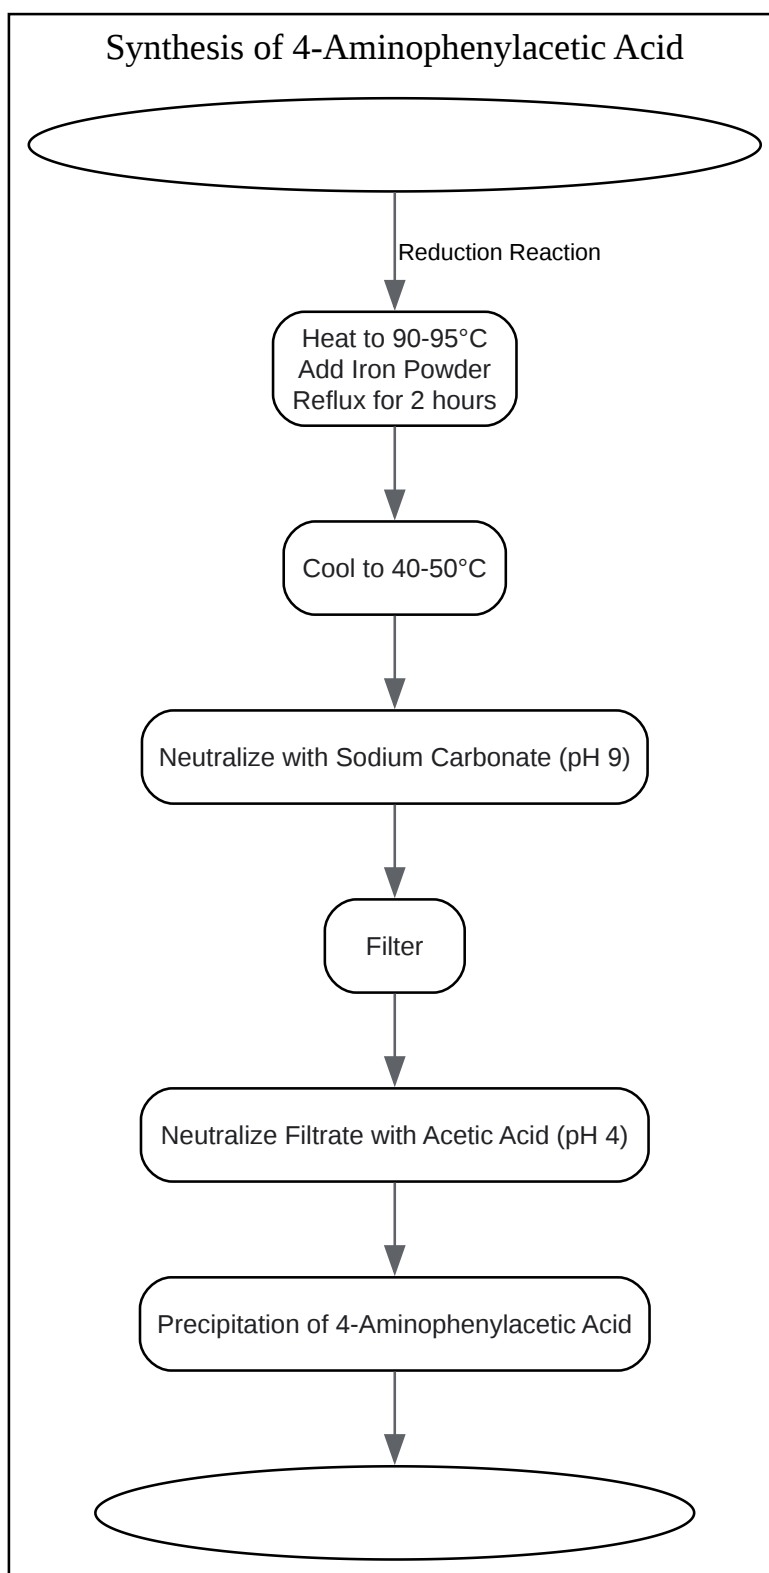 Synthesis of 4-Aminophenylacetic Acid
Reduction Reaction
Heat to 90-95°C
Add Iron Powder
Reflux for 2 hours
Cool to 40-50°C
Neutralize with Sodium Carbonate (pH 9)
Filter
Neutralize Filtrate with Acetic Acid (pH 4)
Precipitation of 4-Aminophenylacetic Acid